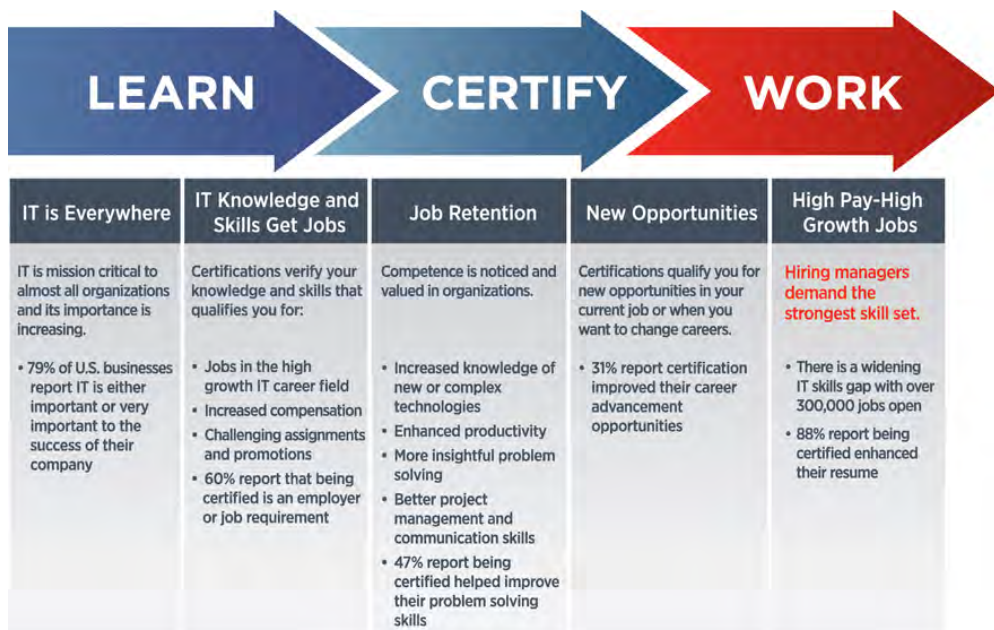 LEARN
CERTIFY
WORK
IT is Everywhere
IT is mission critical to
almost all organizations
and its importance is
increasing.
• 79% of U.S. businesses
report IT is either
important or very
important to the
success of their
company
IT Knowledge and
Skills Get Jobs
Certifications verify your
knowledge and skills that
qualifies you for:
• Jobs in the high
growth IT career field
• Increased compensation
• Challenging assignments
and promotions
• 60% report that being
certified is an employer
or job requirement
Job Retention
Competence is noticed and
valued in organizations.
• Increased knowledge of
new or complex
technologies
• Enhanced productivity
• More insightful problem
solving
• Better project
management and
communication skills
• 47% report being
certified helped improve
their problem solving
skills
New Opportunities
Certifications qualify you for
new opportunities in your
current job or when you
want to change careers.
• 31% report certification
improved their career
advancement
opportunities
High Pay-High
Growth Jobs
Hiring managers
demand the
strongest skill set.
• There is a widening
IT skills gap with over
300,000 jobs open
• 88% report being
certified enhanced
their resume